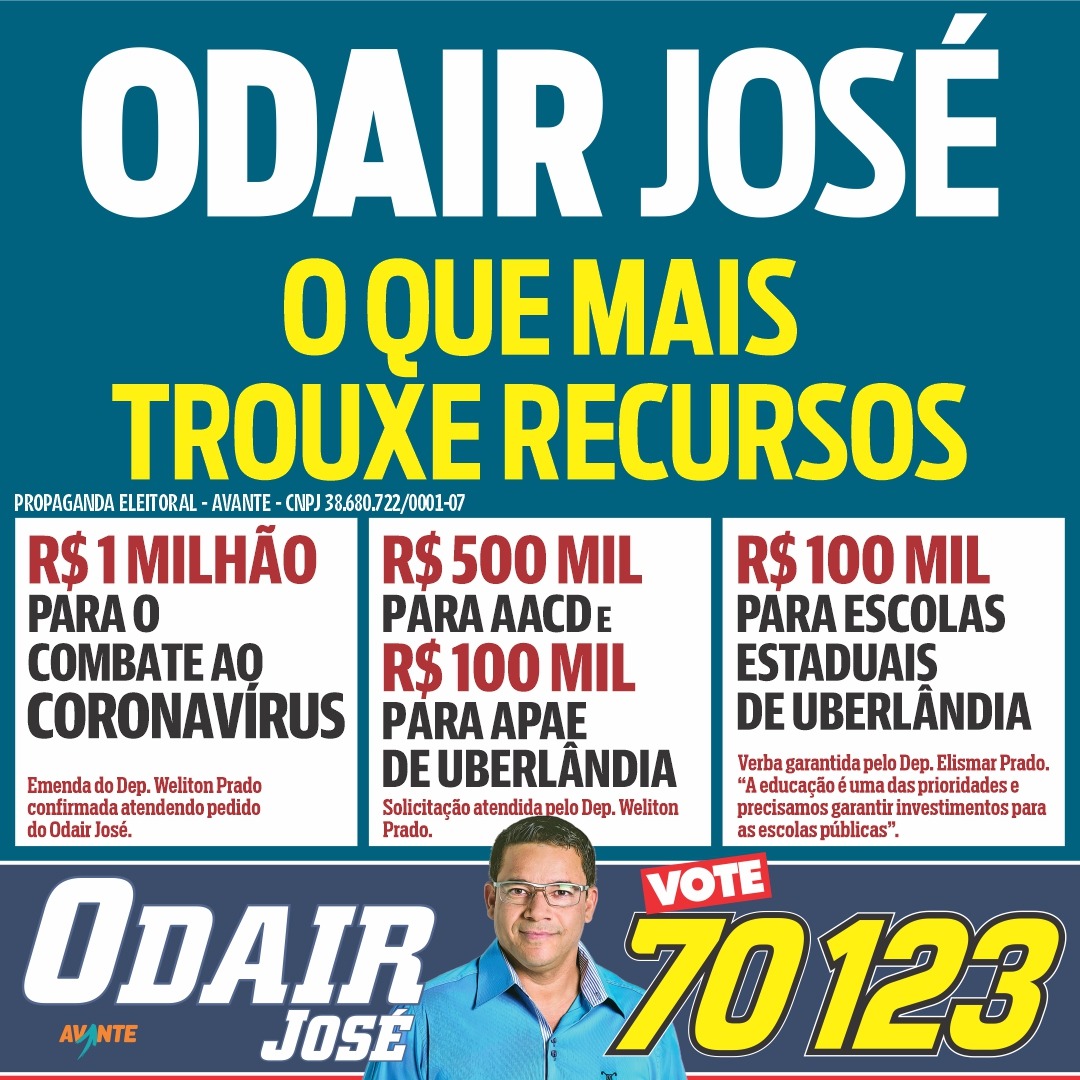 ODAIR JOSÉ
O QUE MAIS
TROUXE RECURSOS
PROPAGANDA ELEITORAL - AVANTE - CNPJ 38.680.722/0001-07
R$ 1 MILHÃO
PARA O
COMBATE AO
CORONAVÍRUS
Emenda do Dep. Weliton Prado
confirmada atendendo pedido
do Odair José.
R$ 500 MIL
PARA AACD E
R$ 100 MIL
PARA APAE
DE UBERLÂNDIA
Solicitação atendida pelo Dep. Weliton
Prado.
R$ 100 MIL
PARA ESCOLAS
ESTADUAIS
DE UBERLÂNDIA
Verba garantida pelo Dep. Elismar Prado.
“A educação é uma das prioridades e
precisamos garantir investimentos para
as escolas públicas”.
ODAIR
JOSÉ
AVANTE
VOTE
70 123